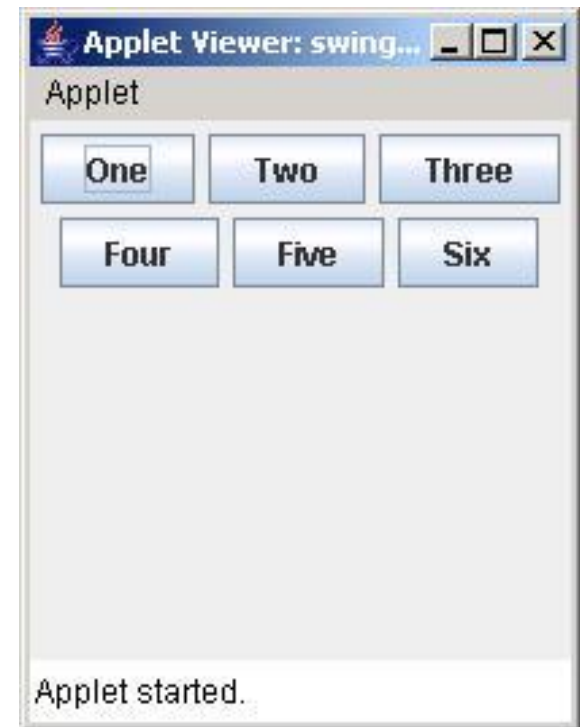 Applet Viewer: swing...
Applet
One Two Three
Four Five Six
Applet started.